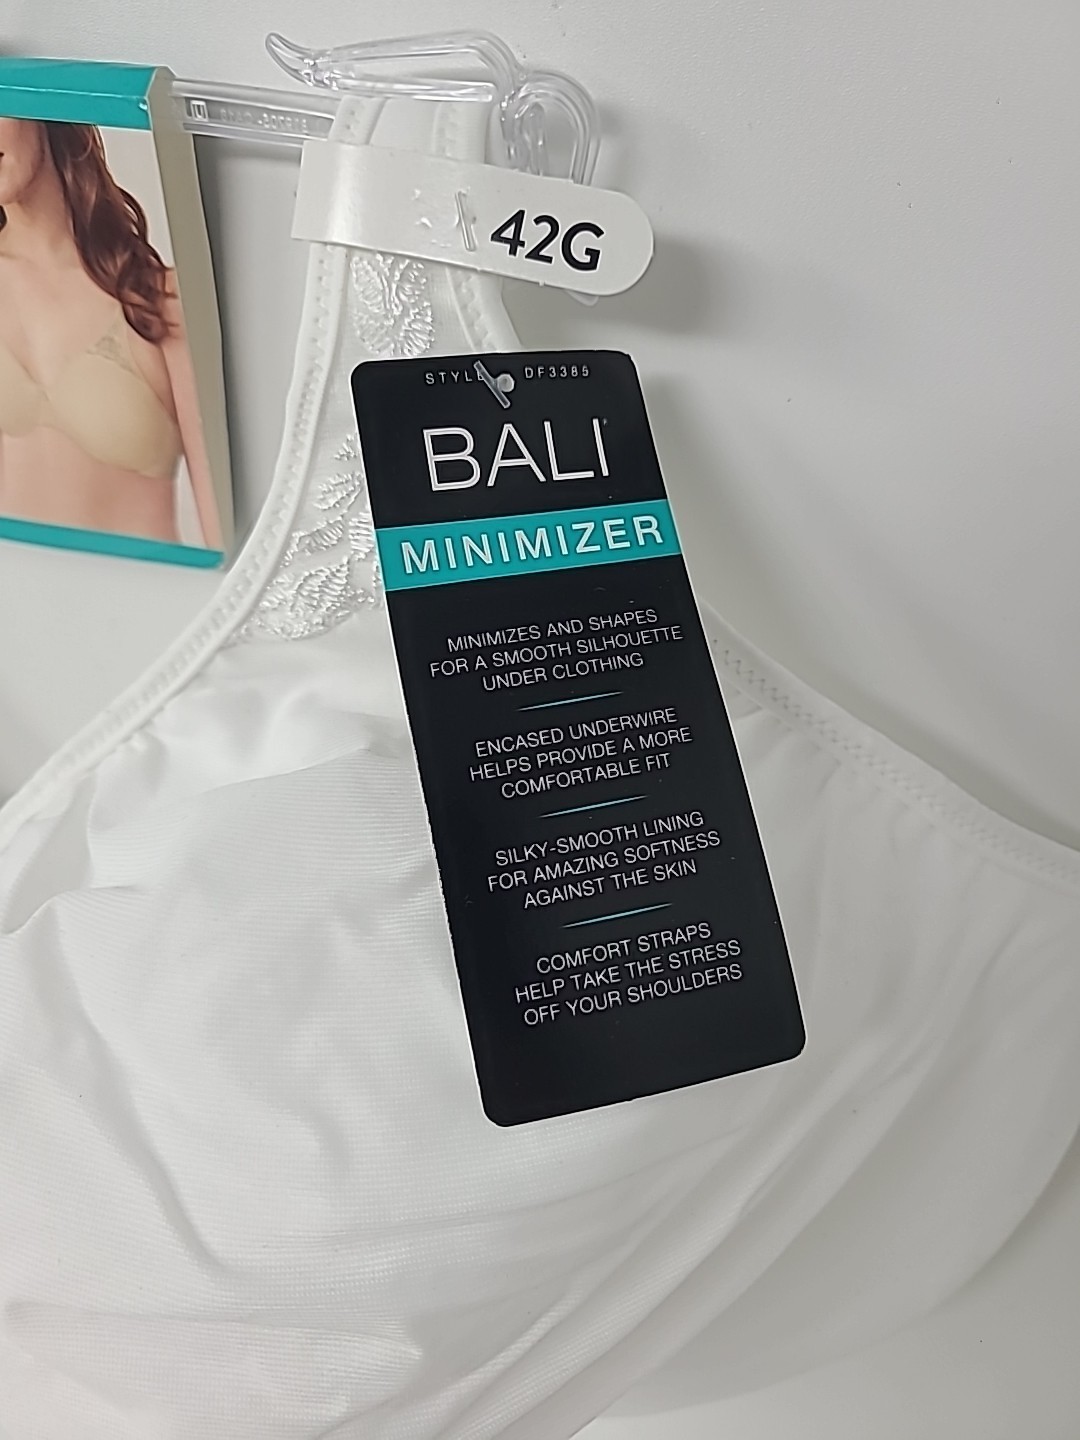 42G
STYLE DF3385
BALI
MINIMIZER
MINIMIZES AND SHAPES
FOR A SMOOTH SILHOUETTE
UNDER CLOTHING
ENCASED UNDERWIRE
HELPS PROVIDE A MORE
COMFORTABLE FIT
SILKY-SMOOTH LINING
FOR AMAZING SOFTNESS
AGAINST THE SKIN
COMFORT STRAPS
HELP TAKE THE STRESS
OFF YOUR SHOULDERS